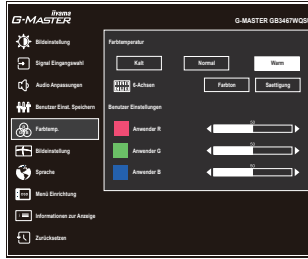 iiyama
G-MASTER
G-MASTER GB3467WQS
Bildeinstellung
Signal Eingangswahl
Audio Anpassungen
Benutzer Einst. Speichern
Farbtemp.
Bildeinstellung
Sprache
Menü Einrichtung
Informationen zur Anzeige
Zurücksetzen
Farbtemperatur
Kalt
Normal
Warm
6-Achsen
Farbton
Saettigung
Benutzer Einstellungen
Anwender R
50
Anwender G
50
Anwender B
50